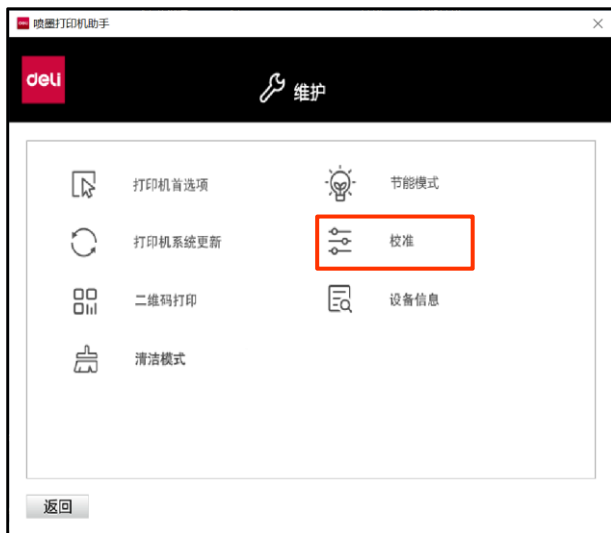 喷墨打印机助手
deli
维护
打印机首选项
节能模式
打印机系统更新
校准
二维码打印
设备信息
清洁模式
返回